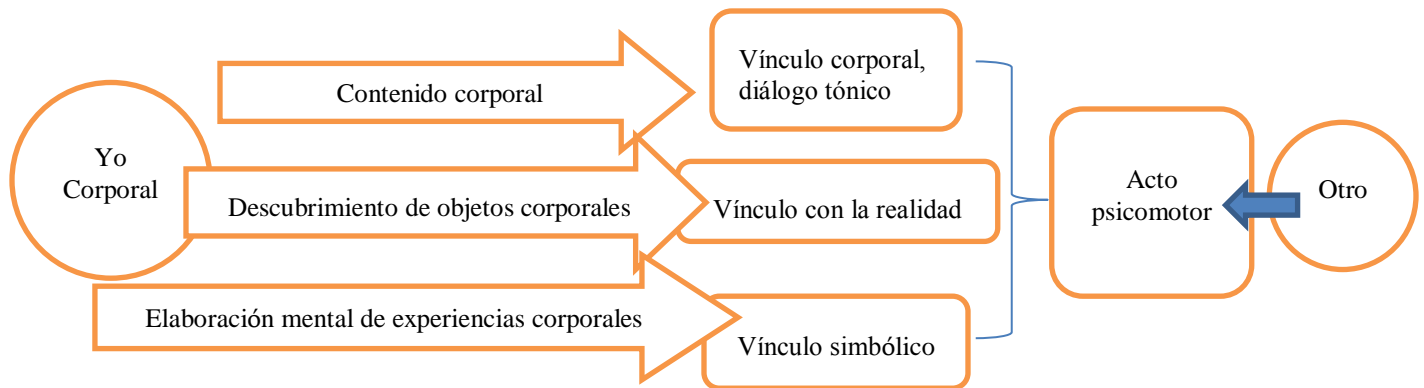 Yo
Corporal
Contenido corporal
Vínculo corporal,
diálogo tónico
Descubrimiento de objetos corporales
Vínculo con la realidad
Elaboración mental de experiencias corporales
Vínculo simbólico
Acto
psicomotor
Otro